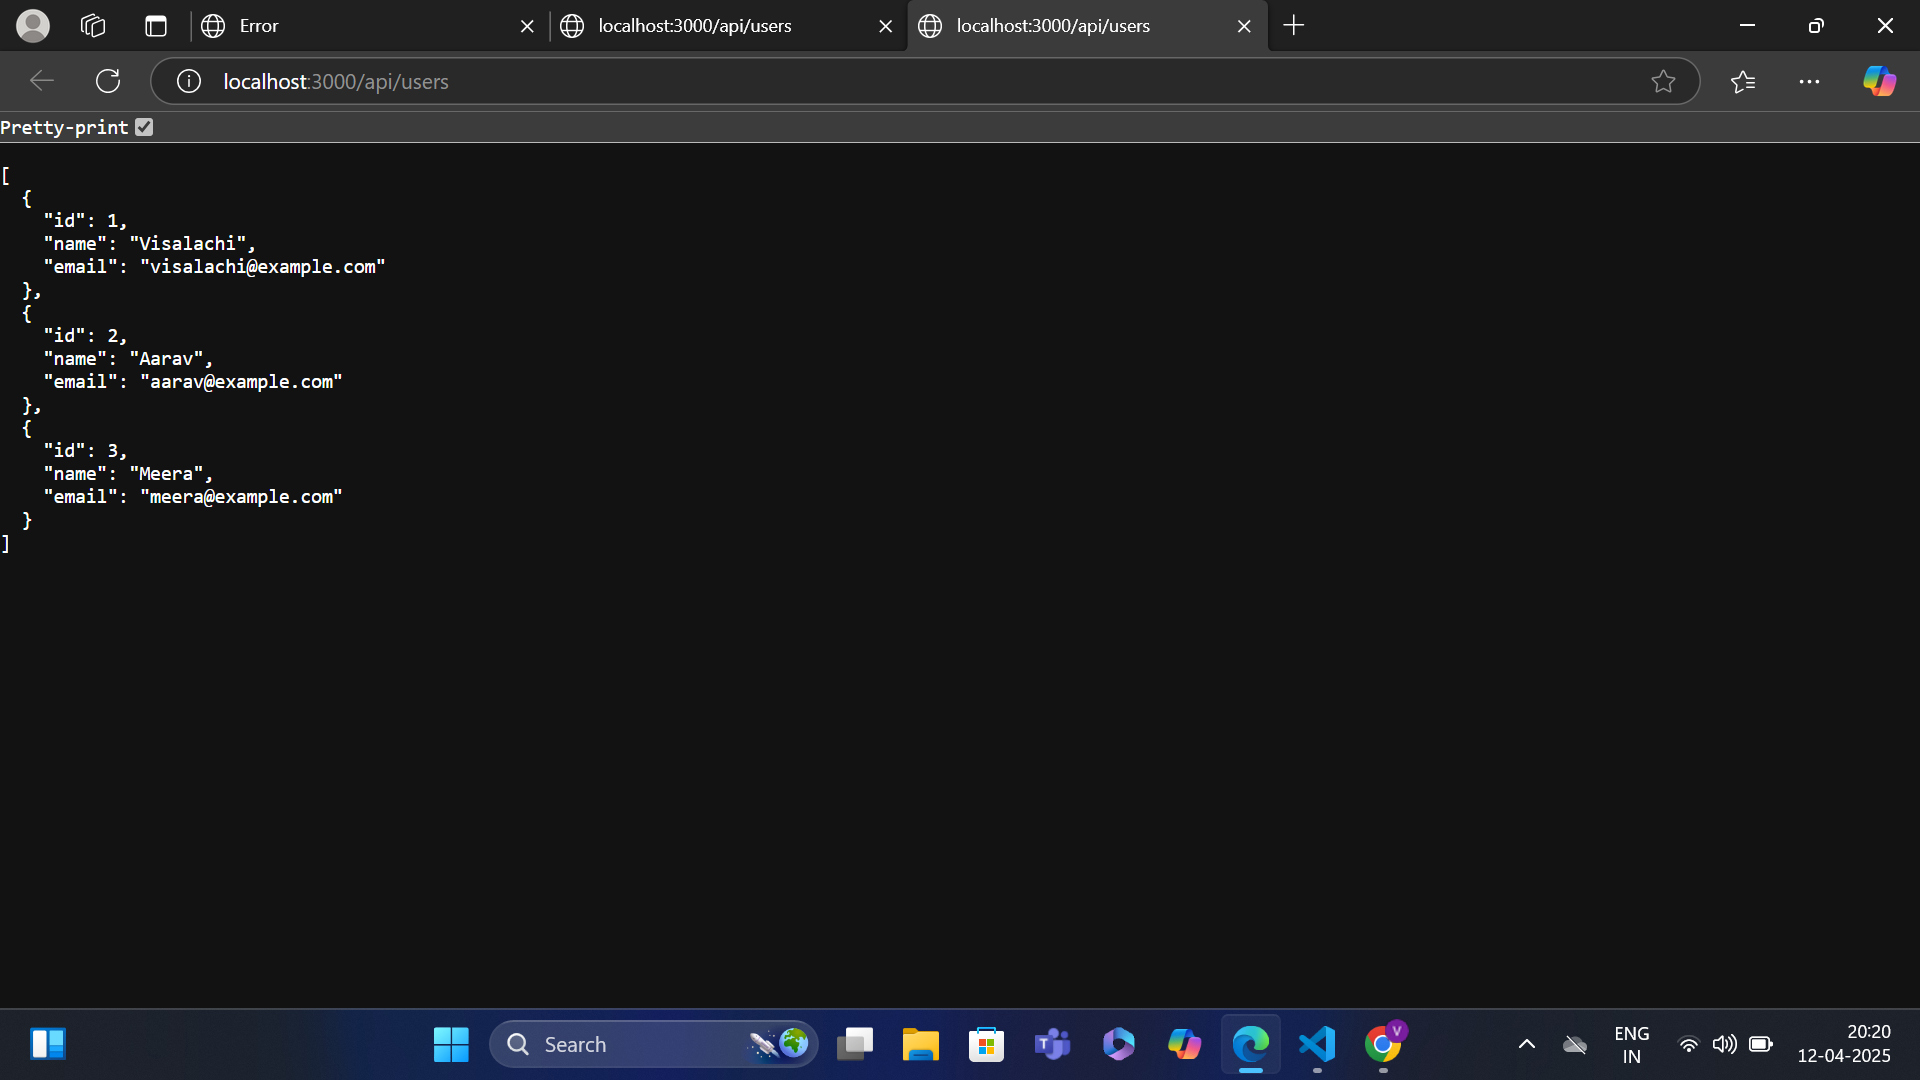 Error
localhost:3000/api/users
localhost:3000/api/users
localhost:3000/api/users
Pretty-print
[
  {
    "id": 1,
    "name": "Visalachi",
    "email": "visalachi@example.com"
  },
  {
    "id": 2,
    "name": "Aarav",
    "email": "aarav@example.com"
  },
  {
    "id": 3,
    "name": "Meera",
    "email": "meera@example.com"
  }
]
Search
T
V
ENG
IN
20:20
12-04-2025